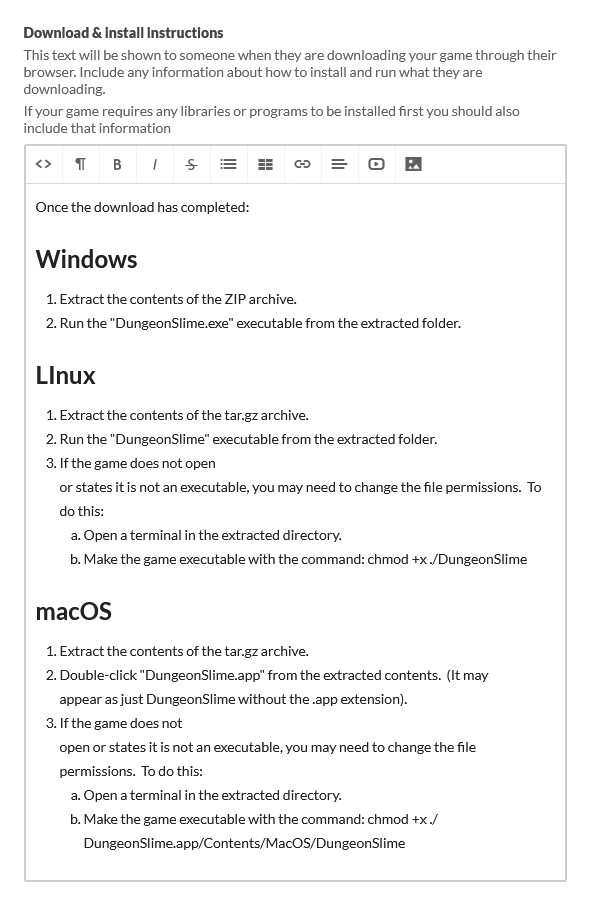 Download & install instructions
This text will be shown to someone when they are downloading your game through their
browser. Include any information about how to install and run what they are
downloading.
If your game requires any libraries or programs to be installed first you should also
include that information
Once the download has completed:
Windows
1. Extract the contents of the ZIP archive.
2. Run the "DungeonSlime.exe" executable from the extracted folder.
LInux
1. Extract the contents of the tar.gz archive.
2. Run the "DungeonSlime" executable from the extracted folder.
3. If the game does not open
or states it is not an executable, you may need to change the file permissions.  To
do this:
a. Open a terminal in the extracted directory.
b. Make the game executable with the command: chmod +x ./DungeonSlime
macOS
1. Extract the contents of the tar.gz archive.
2. Double-click "DungeonSlime.app" from the extracted contents.  (It may
appear as just DungeonSlime without the .app extension).
3. If the game does not
open or states it is not an executable, you may need to change the file
permissions.  To do this:
a. Open a terminal in the extracted directory.
b. Make the game executable with the command: chmod +x ./
DungeonSlime.app/Contents/MacOS/DungeonSlime